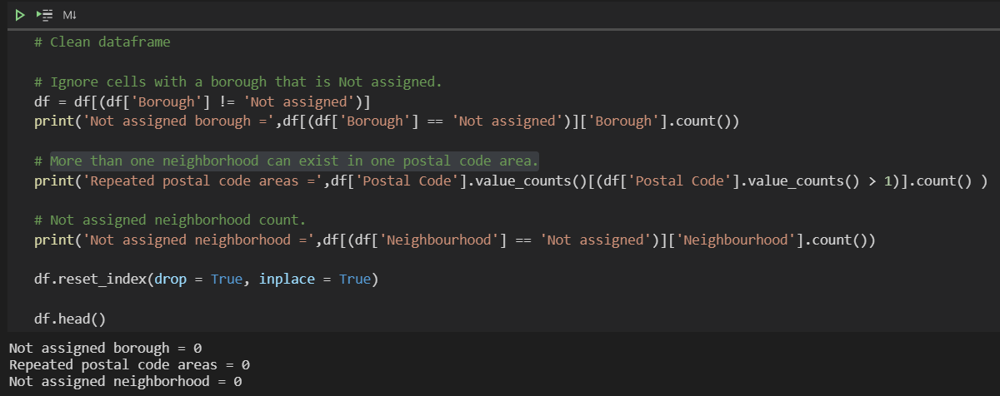 M↓
# Clean dataframe
# Ignore cells with a borough that is Not assigned.
df = df[(df['Borough'] != 'Not assigned')]
print('Not assigned borough =',df[(df['Borough'] == 'Not assigned')]['Borough'].count())
# More than one neighborhood can exist in one postal code area.
print('Repeated postal code areas =',df['Postal Code'].value_counts()[(df['Postal Code'].value_counts() > 1)].count() )
# Not assigned neighborhood count.
print('Not assigned neighborhood =',df[(df['Neighbourhood'] == 'Not assigned')]['Neighbourhood'].count())
df.reset_index(drop = True, inplace = True)
df.head()
Not assigned borough = 0
Repeated postal code areas = 0
Not assigned neighborhood = 0